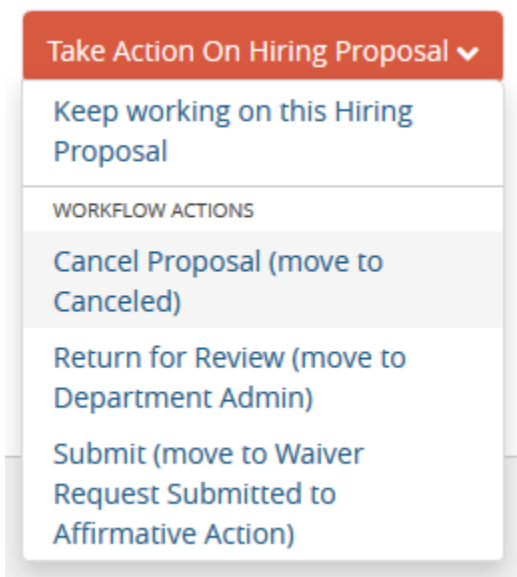 Take Action On Hiring Proposal
Keep working on this Hiring
Proposal
WORKFLOW ACTIONS
Cancel Proposal (move to
Canceled)
Return for Review (move to
Department Admin)
Submit (move to Waiver
Request Submitted to
Affirmative Action)